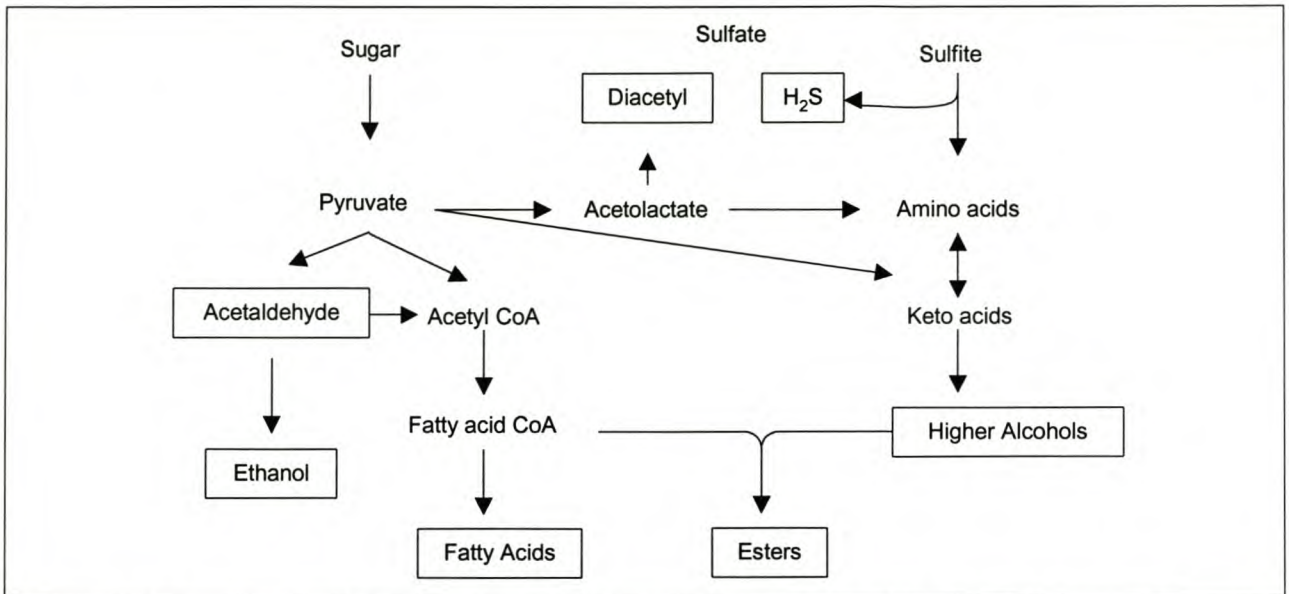 Sulfate
Sugar
Sulfite
Diacetyl
H₂S
Pyruvate
Acetolactate
Amino acids
Acetaldehyde
Acetyl CoA
Keto acids
Fatty acid CoA
Higher Alcohols
Ethanol
Fatty Acids
Esters